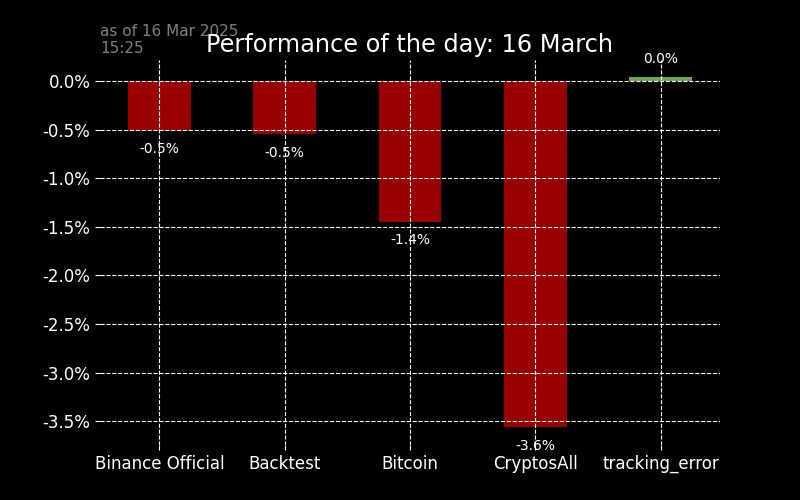 as of 16 Mar 2025
15:25
Performance of the day: 16 March
0.0%
0.0%
-0.5%
-0.5%
-0.5%
-1.0%
-1.5%
-1.4%
-2.0%
-2.5%
-3.0%
-3.5%
-3.6%
Binance Official
Backtest
Bitcoin
CryptosAll
tracking_error